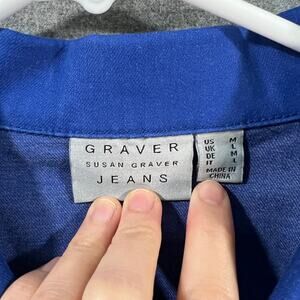 GRAVER
SUSAN GRAVER
JEANS
US M
UK M
DE L
IT L
MADE IN
CHINA